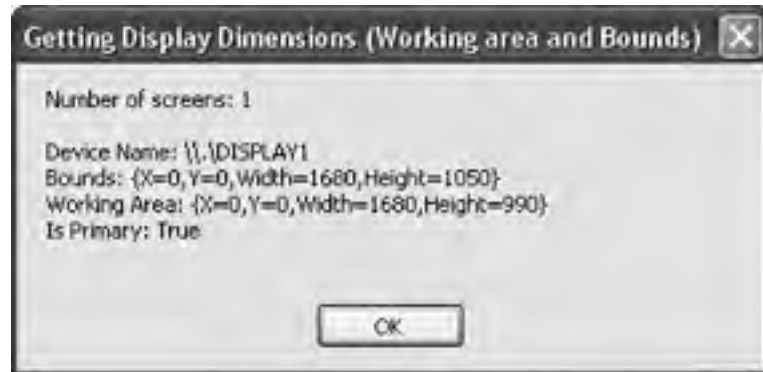 Getting Display Dimensions (Working area and Bounds)
Number of screens: 1
Device Name: \\.\DISPLAY1
Bounds: {X=0,Y=0,Width=1680,Height=1050}
Working Area: {X=0,Y=0,Width=1680,Height=990}
Is Primary: True
OK